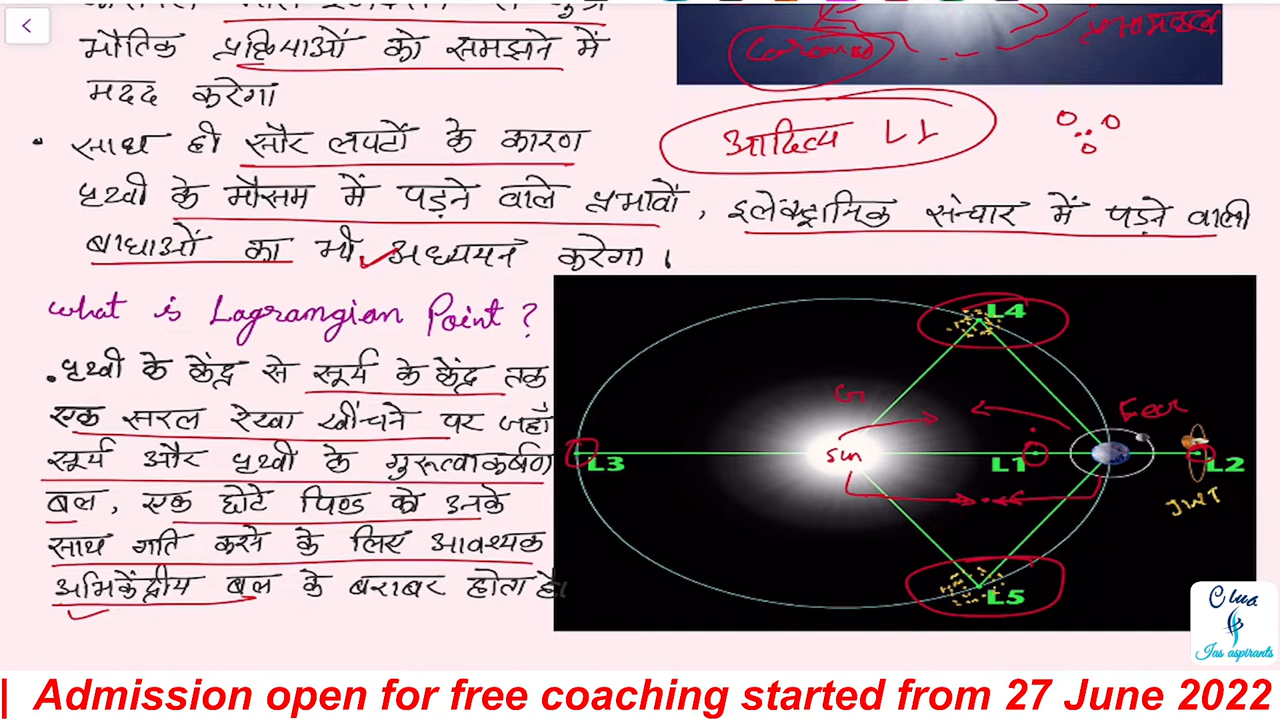 भौतिक प्रक्रियाओं को समझने में
मदद करेगा
• साथ ही सौर लपटों के कारण
पृथ्वी के मौसम में पड़ने वाले प्रभावों, इलेक्ट्रानिक संन्चार में पड़ने वाली
बाधाओं का भी अध्ययन करेगा।
आदित्य L1
What is Lagrangian Point?
• पृथ्वी के केंद्र से सूर्य के केंद्र तक
एक सरल रेखा खींचने पर जहाँ
सूर्य और पृथ्वी के गुरूत्वाकर्षण
बल, एक छोटे पिण्ड को उनके
साथ गति करने के लिए आवश्यक
अभिकेंद्रीय बल के बराबर होता है।
L4
G
sun
L3
L1
L2
JWT
L5
Clue
Ias aspirants
| Admission open for free coaching started from 27 June 2022